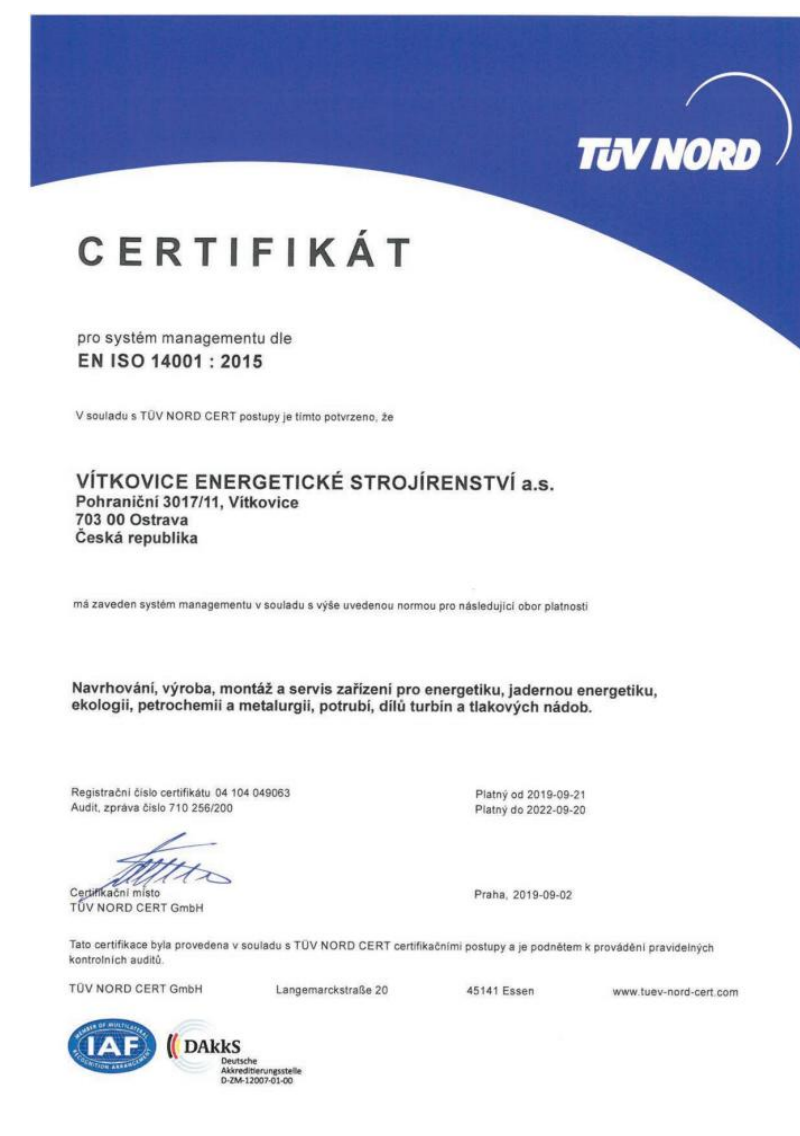 TÜV NORD
CERTIFIKÁT
pro systém managementu dle
EN ISO 14001 : 2015
V souladu s TÜV NORD CERT postupy je tímto potvrzeno, že
VÍTKOVICE ENERGETICKÉ STROJÍRENSTVÍ a.s.
Pohraniční 3017/11, Vítkovice
703 00 Ostrava
Česká republika
má zaveden systém managementu v souladu s výše uvedenou normou pro následující obor platnosti
Navrhování, výroba, montáž a servis zařízení pro energetiku, jadernou energetiku,
ekologii, petrochemii a metalurgii, potrubí, dílů turbin a tlakových nádob.
Registrační číslo certifikátu 04 104 049063
Audit, zpráva číslo 710 256/200
Platný od 2019-09-21
Platný do 2022-09-20
Certifikační místo
TÜV NORD CERT GmbH
Praha, 2019-09-02
Tato certifikace byla provedena v souladu s TÜV NORD CERT certifikačními postupy a je podnětem k provádění pravidelných
kontrolních auditů.
TÜV NORD CERT GmbH Langemarckstraße 20 45141 Essen www.tuev-nord-cert.com
MEMBER OF MULTILATERAL
IAF
RECOGNITION ARRANGEMENT
DAkkS
Deutsche
Akkreditierungsstelle
D-ZM-12007-01-00